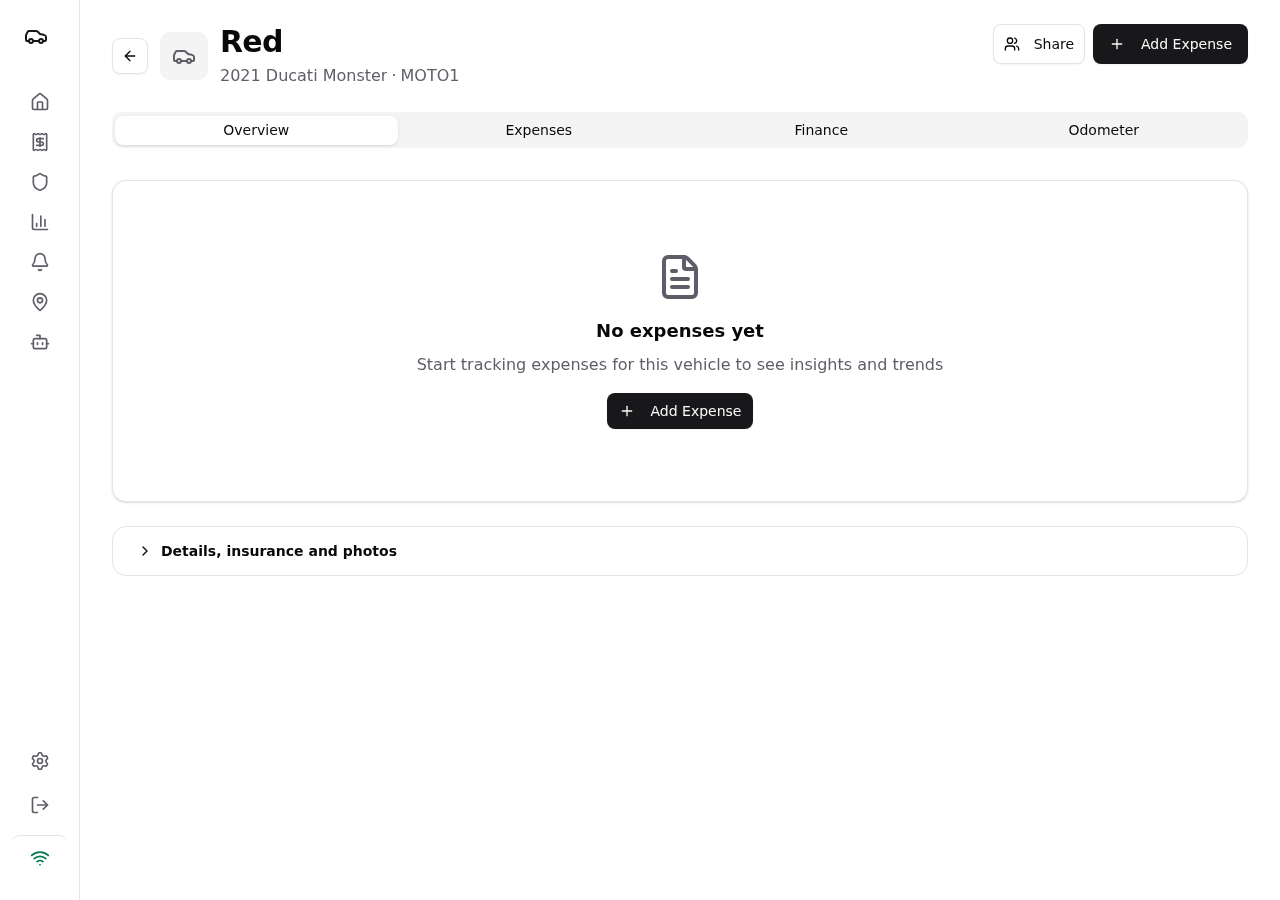 Red
2021 Ducati Monster · MOTO1
Share
Add Expense
Overview
Expenses
Finance
Odometer
No expenses yet
Start tracking expenses for this vehicle to see insights and trends
Add Expense
Details, insurance and photos